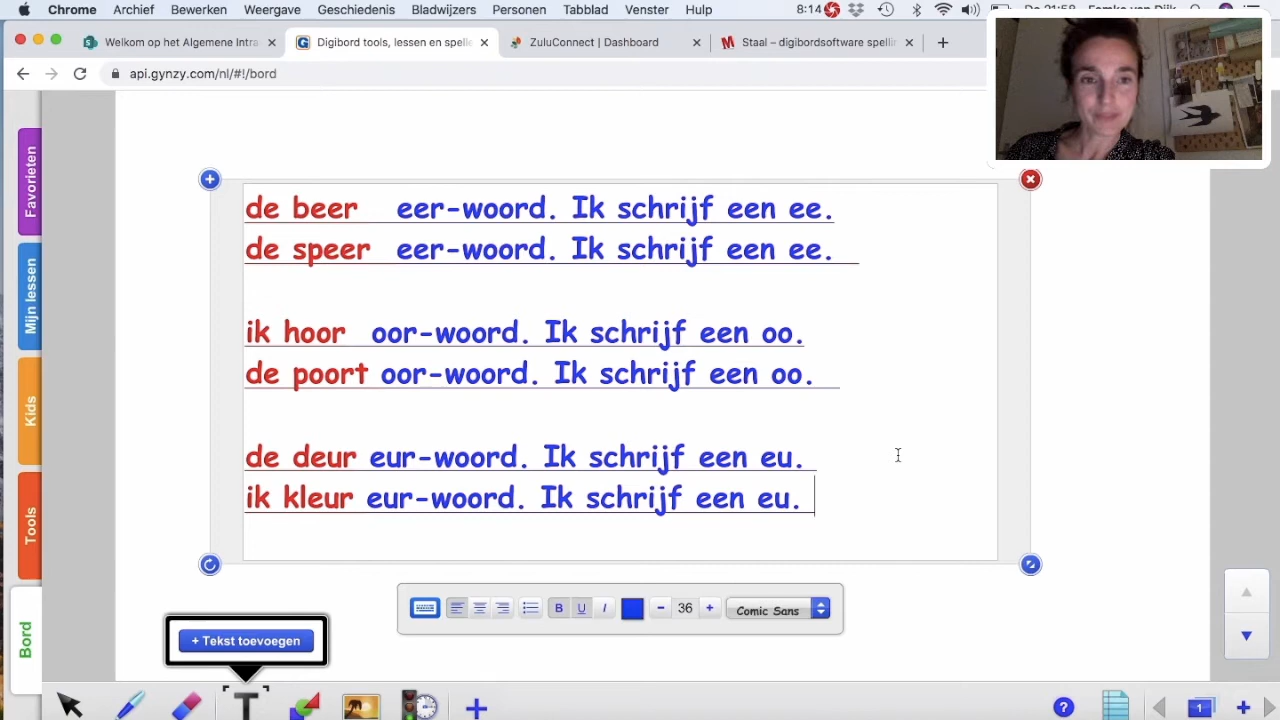 Chrome Archief Bewerken Weergave Geschiedenis Bladwijzers Personen Tabblad Venster Help 8:14
Welkom op het Algemene Intra Digibord tools, lessen en spelle ZuluConnect | Dashboard Staal – digibordsoftware spellin
api.gynzy.com/nl/#!/bord
Favorieten
Mijn lessen
Kids
Tools
Bord
de beer eer-woord. Ik schrijf een ee.
de speer eer-woord. Ik schrijf een ee.
ik hoor oor-woord. Ik schrijf een oo.
de poort oor-woord. Ik schrijf een oo.
de deur eur-woord. Ik schrijf een eu.
ik kleur eur-woord. Ik schrijf een eu.
B U I - 36 + Comic Sans
+ Tekst toevoegen
T ? 1